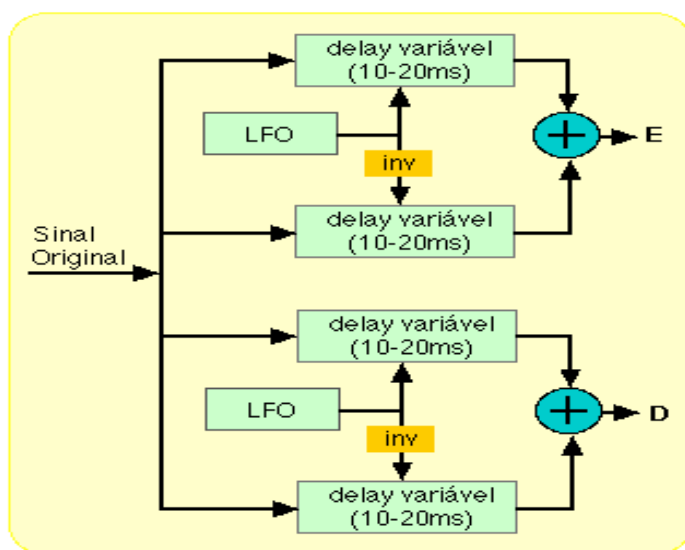 delay variável
(10-20ms)
LFO
+
E
inv
delay variável
(10-20ms)
Sinal
Original
delay variável
(10-20ms)
LFO
+
D
inv
delay variável
(10-20ms)